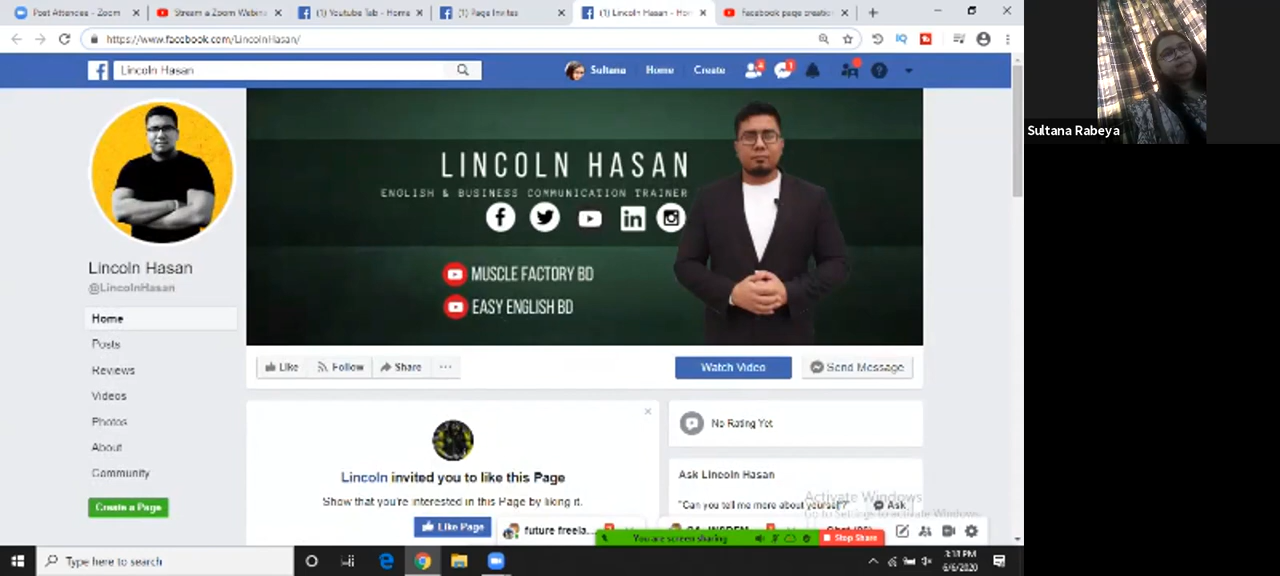 Post Attendee - Zoom
Stream a Zoom Webina
(1) Youtube Tab - Home
(1) Page Invites
(1) Lincoln Hasan - Hom
facebook page creatio
https://www.facebook.com/LincolnHasan/
Lincoln Hasan
Sultana
Home
Create
Sultana Rabeya
LINCOLN HASAN
ENGLISH & BUSINESS COMMUNICATION TRAINER
MUSCLE FACTORY BD
EASY ENGLISH BD
Lincoln Hasan
@LincolnHasan
Home
Posts
Reviews
Videos
Photos
About
Community
Create a Page
Like
Follow
Share
Watch Video
Send Message
Lincoln invited you to like this Page
Show that you're interested in this Page by liking it.
Like Page
No Rating Yet
Ask Lincoln Hasan
"Can you tell me more about yourself?"
Ask
Activate Windows
Go to Settings to activate Windows.
future freela...
You are screen sharing
Stop Share
Type here to search
3:18 PM
6/6/2020